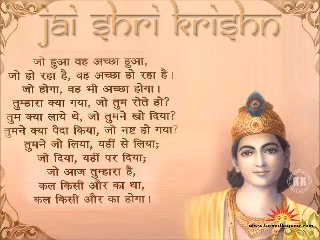 jai shri krishn
जो हुआ वह अच्छा हुआ,
जो हो रहा है, वह अच्छा हो रहा है।
जो होगा, वह भी अच्छा होगा।
तुम्हारा क्या गया, जो तुम रोते हो?
तुम क्या लाये थे, जो तुमने खो दिया?
तुमने क्या पैदा किया, जो नष्ट हो गया?
तुमने जो लिया, यहीं से लिया;
जो दिया, यहीं पर दिया;
जो आज तुम्हारा है,
कल किसी और का था,
कल किसी और का होगा।